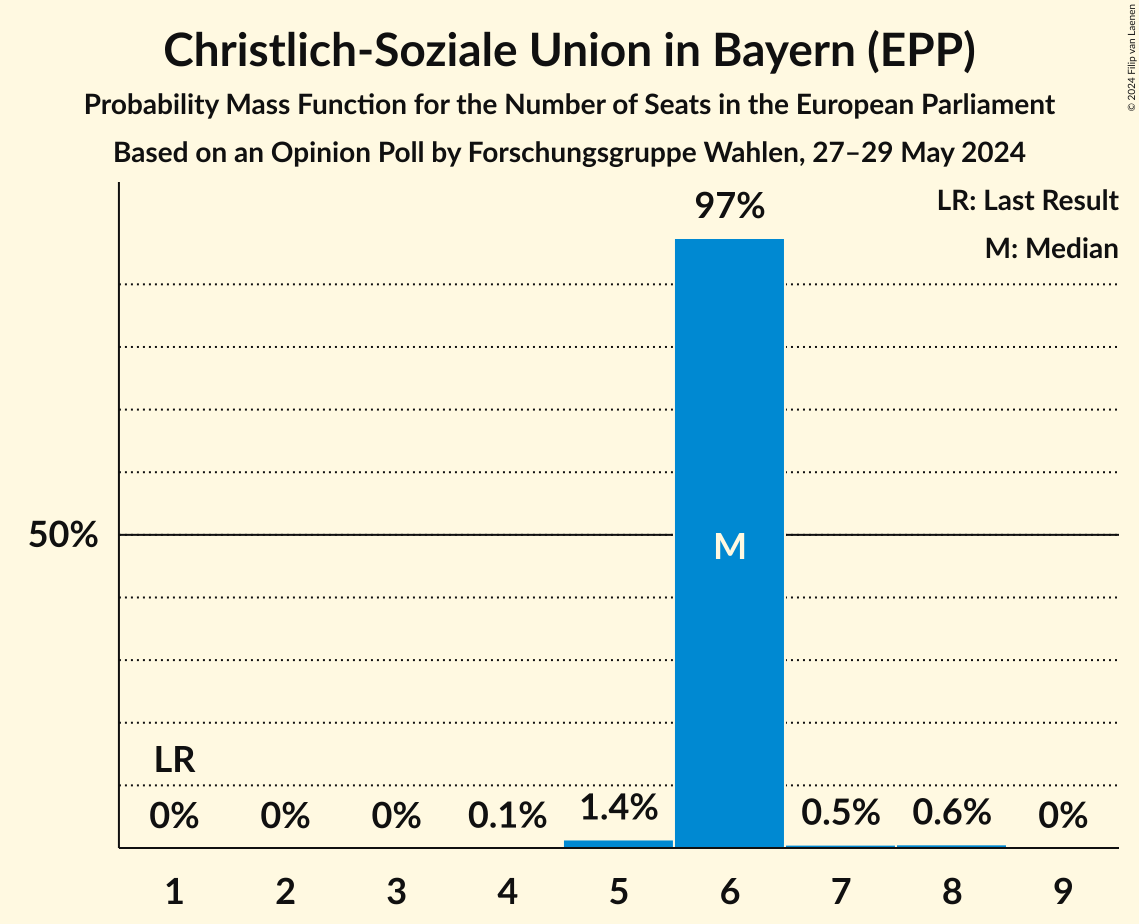 Christlich-Soziale Union in Bayern (EPP)
Probability Mass Function for the Number of Seats in the European Parliament
Based on an Opinion Poll by Forschungsgruppe Wahlen, 27–29 May 2024
© 2024 Filip van Laenen
LR: Last Result
M: Median
97%
50%
M
LR
0% 0% 0% 0.1% 1.4% 0.5% 0.6% 0%
1 2 3 4 5 6 7 8 9